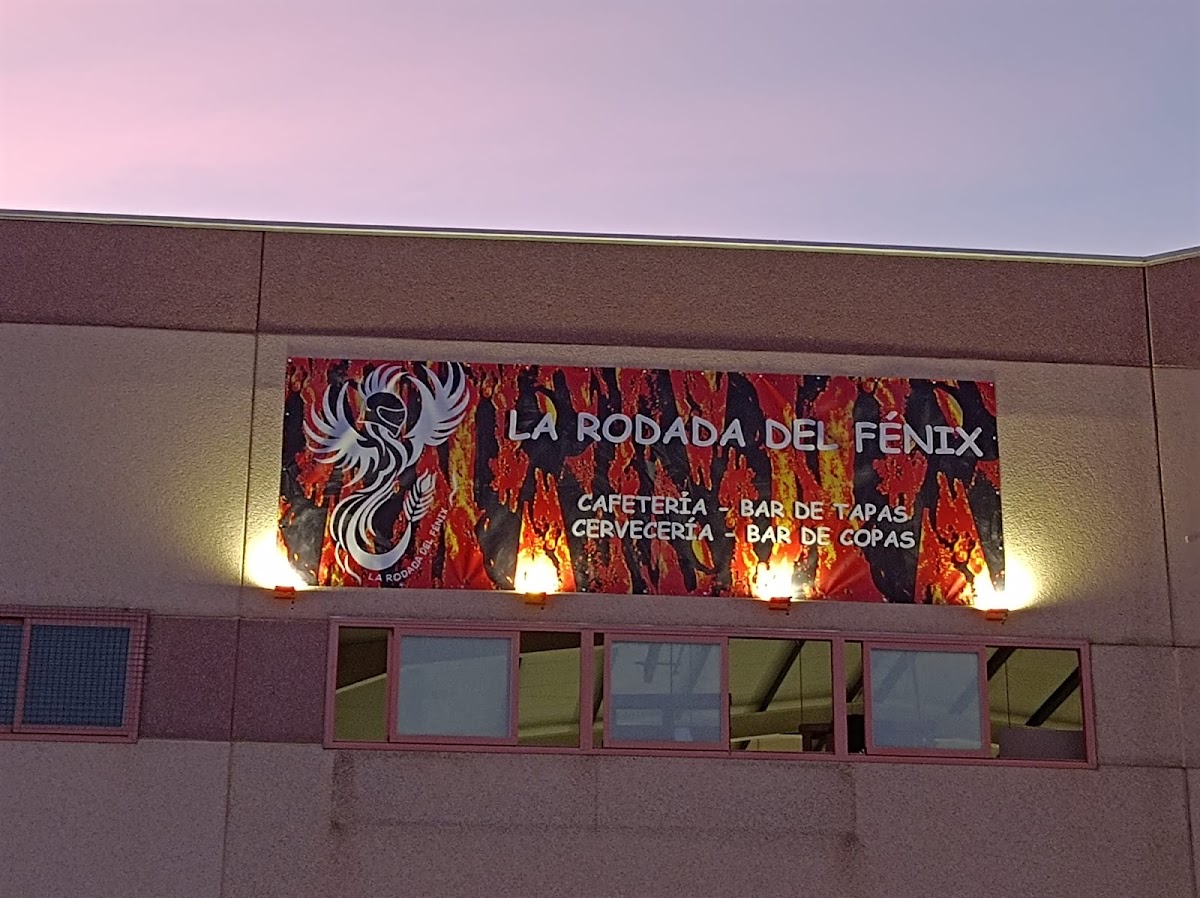 LA RODADA DEL FÉNIX
CAFETERÍA - BAR DE TAPAS
CERVECERÍA - BAR DE COPAS
LA RODADA DEL FÉNIX